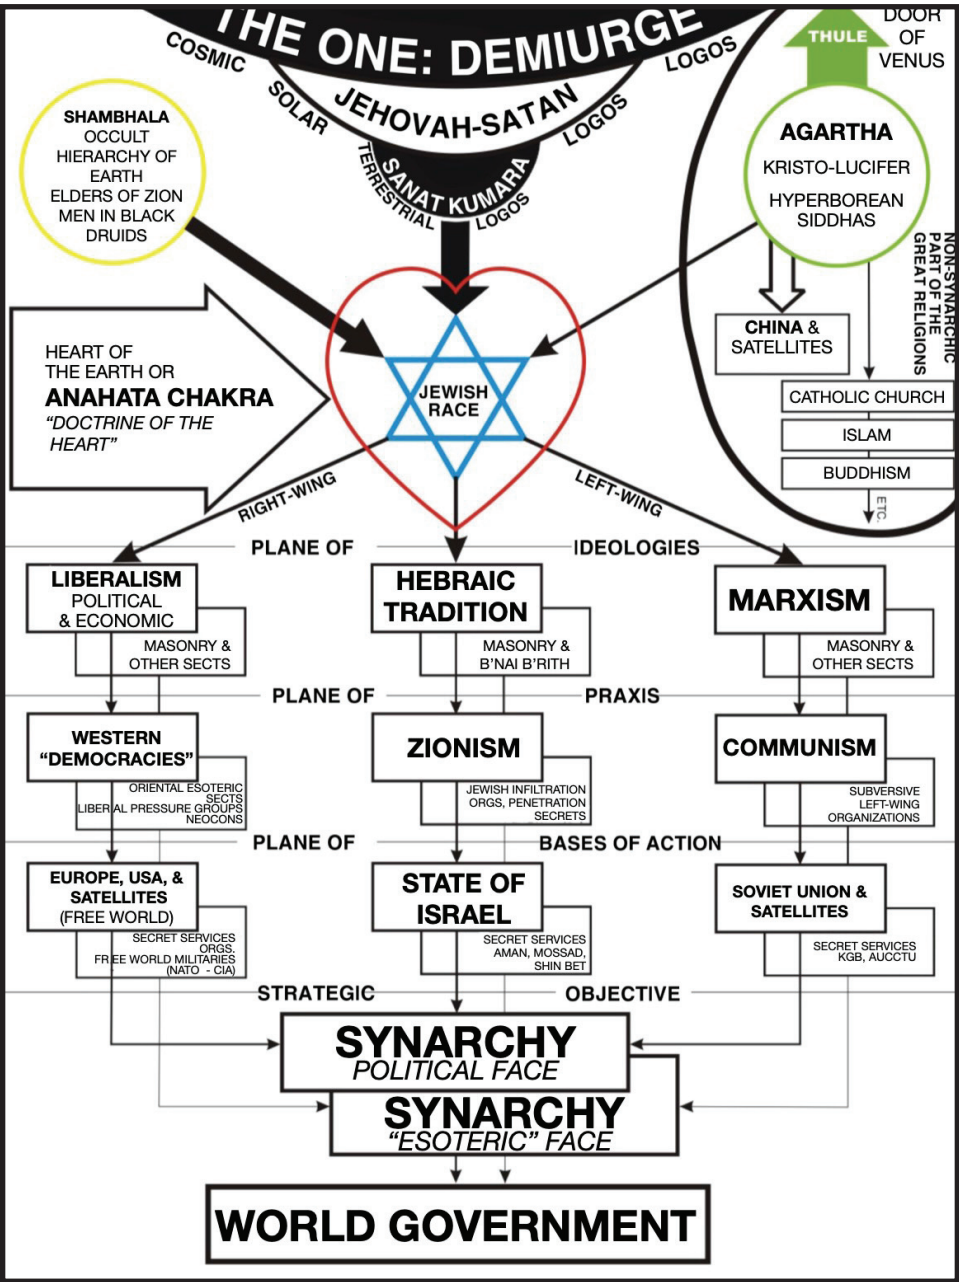 THE ONE: DEMIURGE
COSMIC
LOGOS
JEHOVAH-SATAN
SOLAR
LOGOS
SANAT KUMARA
TERRESTRIAL
LOGOS
SHAMBHALA
OCCULT
HIERARCHY OF
EARTH
ELDERS OF ZION
MEN IN BLACK
DRUIDS
DOOR
OF
VENUS
THULE
AGARTHA
KRISTO-LUCIFER
HYPERBOREAN
SIDDHAS
NON-SYNARCHIC
PART OF THE
GREAT RELIGIONS
CHINA &
SATELLITES
CATHOLIC CHURCH
ISLAM
BUDDHISM
ETC.
HEART OF
THE EARTH OR
ANAHATA CHAKRA
“DOCTRINE OF THE
HEART”
JEWISH
RACE
RIGHT-WING
LEFT-WING
PLANE OF IDEOLOGIES
LIBERALISM
POLITICAL
& ECONOMIC
MASONRY &
OTHER SECTS
HEBRAIC
TRADITION
MASONRY &
B’NAI B’RITH
MARXISM
MASONRY &
OTHER SECTS
PLANE OF PRAXIS
WESTERN
“DEMOCRACIES”
ORIENTAL ESOTERIC
SECTS
LIBERIAL PRESSURE GROUPS
NEOCONS
ZIONISM
JEWISH INFILTRATION
ORGS, PENETRATION
SECRETS
COMMUNISM
SUBVERSIVE
LEFT-WING
ORGANIZATIONS
PLANE OF BASES OF ACTION
EUROPE, USA, &
SATELLITES
(FREE WORLD)
SECRET SERVICES
ORGS.
FREE WORLD MILITARIES
(NATO - CIA)
STATE OF
ISRAEL
SECRET SERVICES
AMAN, MOSSAD,
SHIN BET
SOVIET UNION &
SATELLITES
SECRET SERVICES
KGB, AUCCTU
STRATEGIC OBJECTIVE
SYNARCHY
POLITICAL FACE
SYNARCHY
“ESOTERIC” FACE
WORLD GOVERNMENT